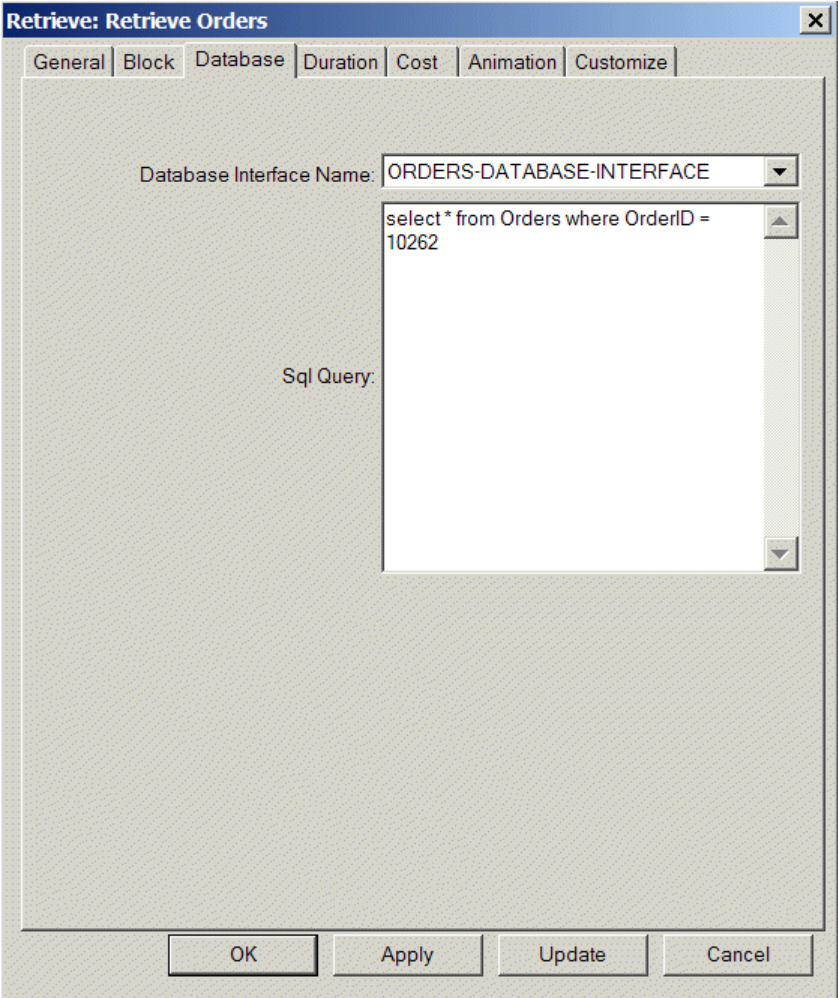 Retrieve: Retrieve Orders
General Block Database Duration Cost Animation Customize
Database Interface Name: ORDERS-DATABASE-INTERFACE
select * from Orders where OrderID =
10262
Sql Query:
OK Apply Update Cancel